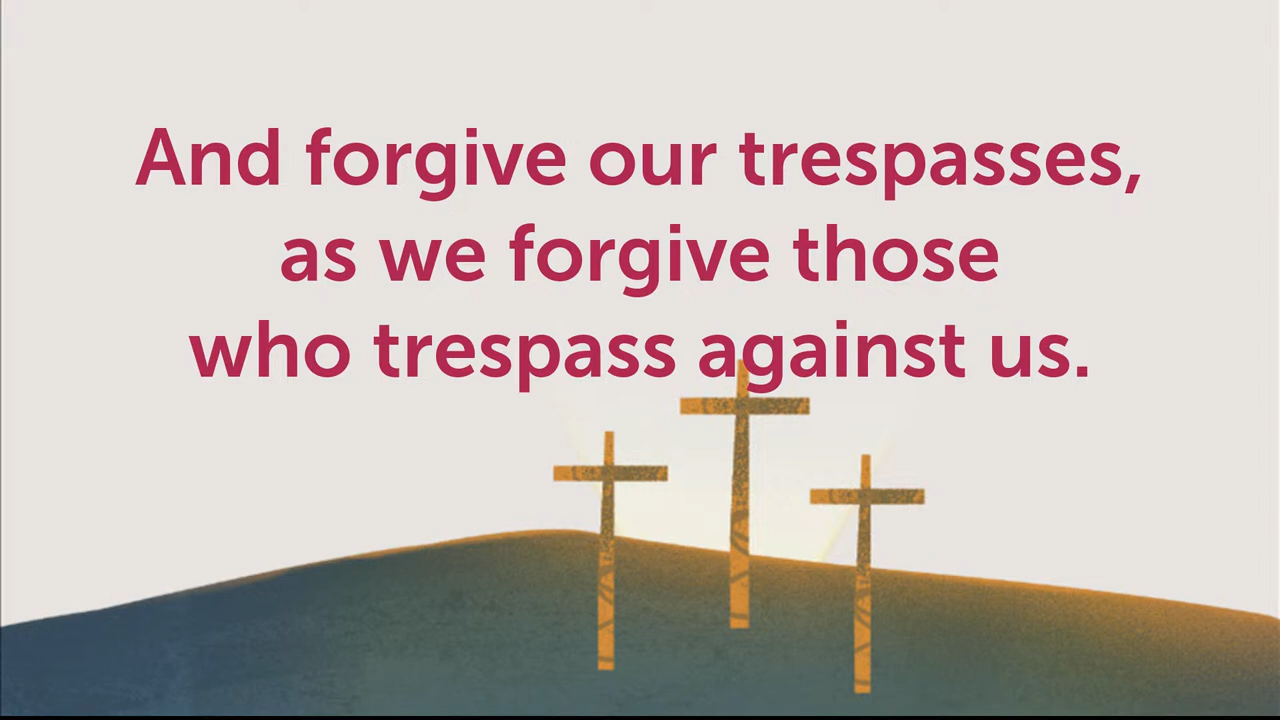 And forgive our trespasses,
as we forgive those
who trespass against us.